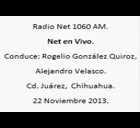 Radio Net 1060 AM.
Net en Vivo.
Conduce: Rogelio González Quiroz,
Alejandro Velasco.
Cd. Juárez, Chihuahua.
22 Noviembre 2013.